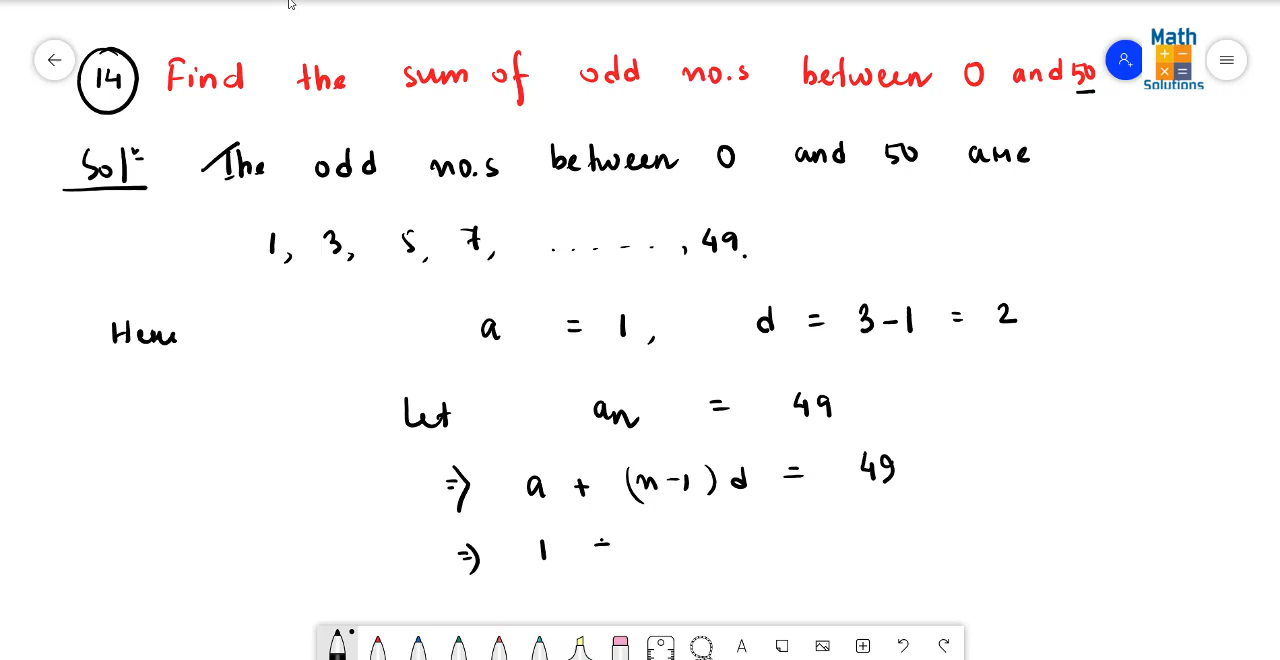 14 Find the sum of odd no.s between 0 and 50
Math Solutions
Sol:- The odd no.s between 0 and 50 are
1, 3, 5, 7, ......, 49.
Here a = 1, d = 3-1 = 2
Let an = 49
=> a + (n-1)d = 49
=> 1 +
A